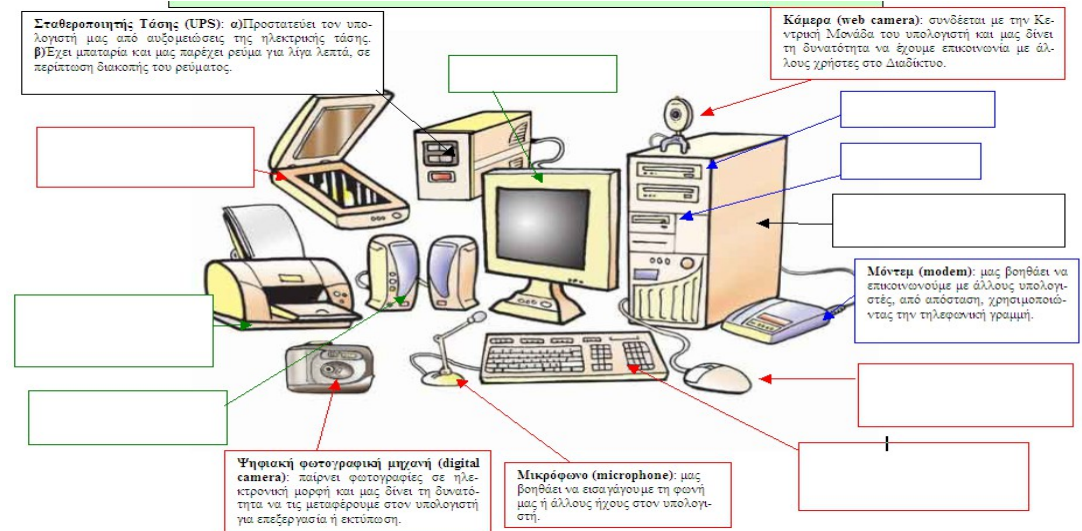 Σταθεροποιητής Τάσης (UPS): α)Προστατεύει τον υπο-
λογιστή μας από αυξομειώσεις της ηλεκτρικής τάσης.
β)Έχει μπαταρία και μας παρέχει ρεύμα για λίγα λεπτά, σε
περίπτωση διακοπής του ρεύματος.
Κάμερα (web camera): συνδέεται με την Κε-
ντρική Μονάδα του υπολογιστή και μας δίνει
τη δυνατότητα να έχουμε επικοινωνία με άλ-
λους χρήστες στο Διαδίκτυο.
Μόντεμ (modem): μας βοηθάει να
επικοινωνούμε με άλλους υπολογι-
στές, από απόσταση, χρησιμοποιώ-
ντας την τηλεφωνική γραμμή.
Ψηφιακή φωτογραφική μηχανή (digital
camera): παίρνει φωτογραφίες σε ηλε-
κτρονική μορφή και μας δίνει τη δυνατό-
τητα να τις μεταφέρουμε στον υπολογιστή
για επεξεργασία ή εκτύπωση.
Μικρόφωνο (microphone): μας
βοηθάει να εισαγάγουμε τη φωνή
μας ή άλλους ήχους στον υπολογι-
στή.